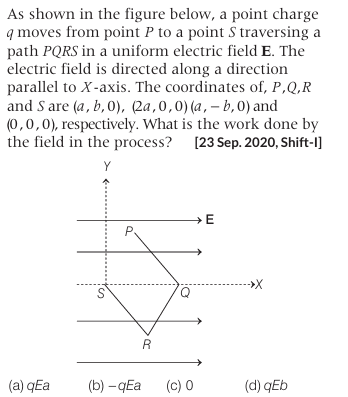 As shown in the figure below, a point charge
q moves from point P to a point S traversing a
path PQRS in a uniform electric field E. The
electric field is directed along a direction
parallel to X-axis. The coordinates of, P,Q,R
and S are (a, b, 0), (2a, 0, 0) (a, – b, 0) and
(0, 0, 0), respectively. What is the work done by
the field in the process? [23 Sep. 2020, Shift-I]
Y
E
P
X
S
Q
R
(a) qEa (b) –qEa (c) 0 (d) qEb